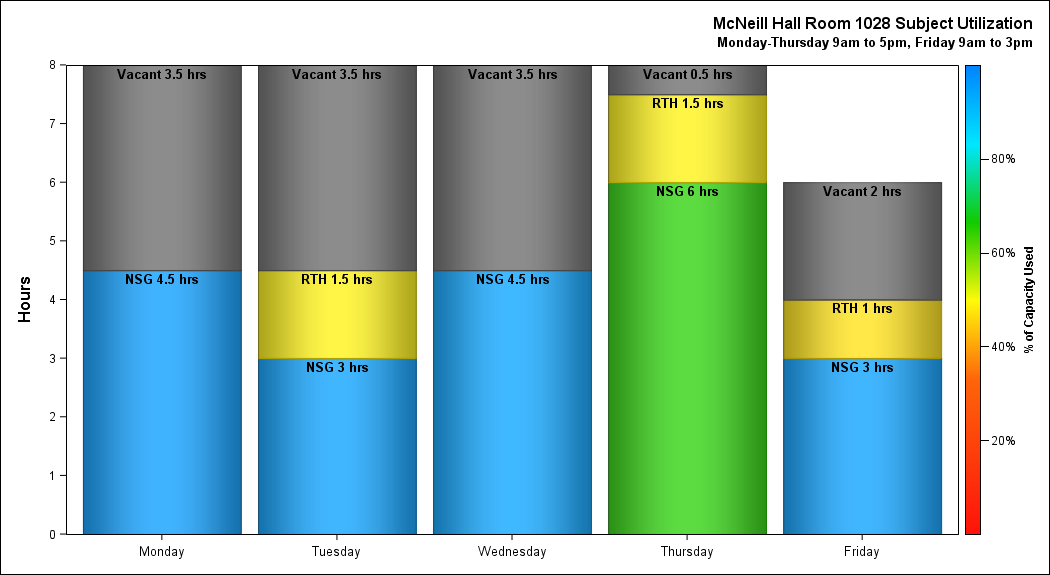 McNeill Hall Room 1028 Subject Utilization
Monday-Thursday 9am to 5pm, Friday 9am to 3pm
Hours
8
7
6
5
4
3
2
1
0
Vacant 3.5 hrs
NSG 4.5 hrs
Monday
Vacant 3.5 hrs
RTH 1.5 hrs
NSG 3 hrs
Tuesday
Vacant 3.5 hrs
NSG 4.5 hrs
Wednesday
Vacant 0.5 hrs
RTH 1.5 hrs
NSG 6 hrs
Thursday
Vacant 2 hrs
RTH 1 hrs
NSG 3 hrs
Friday
80%
60%
40%
20%
% of Capacity Used